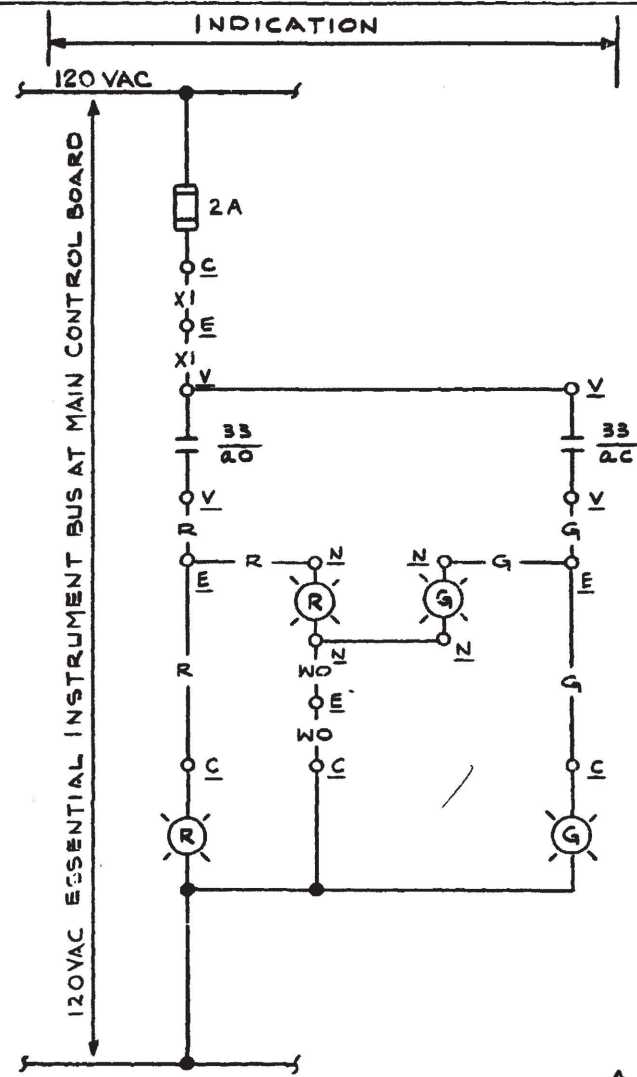 INDICATION
120 VAC
120VAC ESSENTIAL INSTRUMENT BUS AT MAIN CONTROL BOARD
2A
C
X1
E
X1
V V
33
ao
33
ac
V V
R G
E R N N G E
R G
N N
WO
R E G
WO
C C C
R G